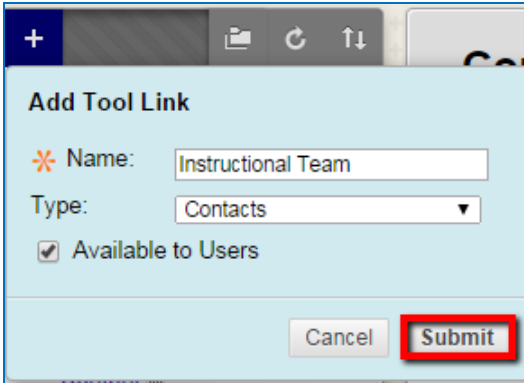 +
Add Tool Link
Name: Instructional Team
Type: Contacts
Available to Users
Cancel Submit